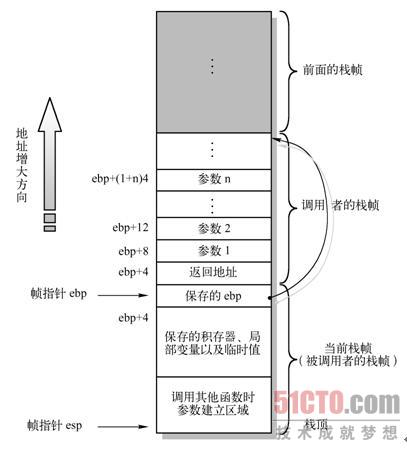 前面的栈帧
地址增大方向
⋮
⋮
ebp+(1+n)4 参数 n
⋮
调用者的栈帧
ebp+12 参数 2
ebp+8 参数 1
ebp+4 返回地址
帧指针 ebp 保存的 ebp
ebp+4
保存的积存器、局
部变量以及临时值
当前栈帧
(被调用者的栈帧)
调用其他函数时
参数建立区域
51CTO.com
帧指针 esp 栈顶
技术成就梦想